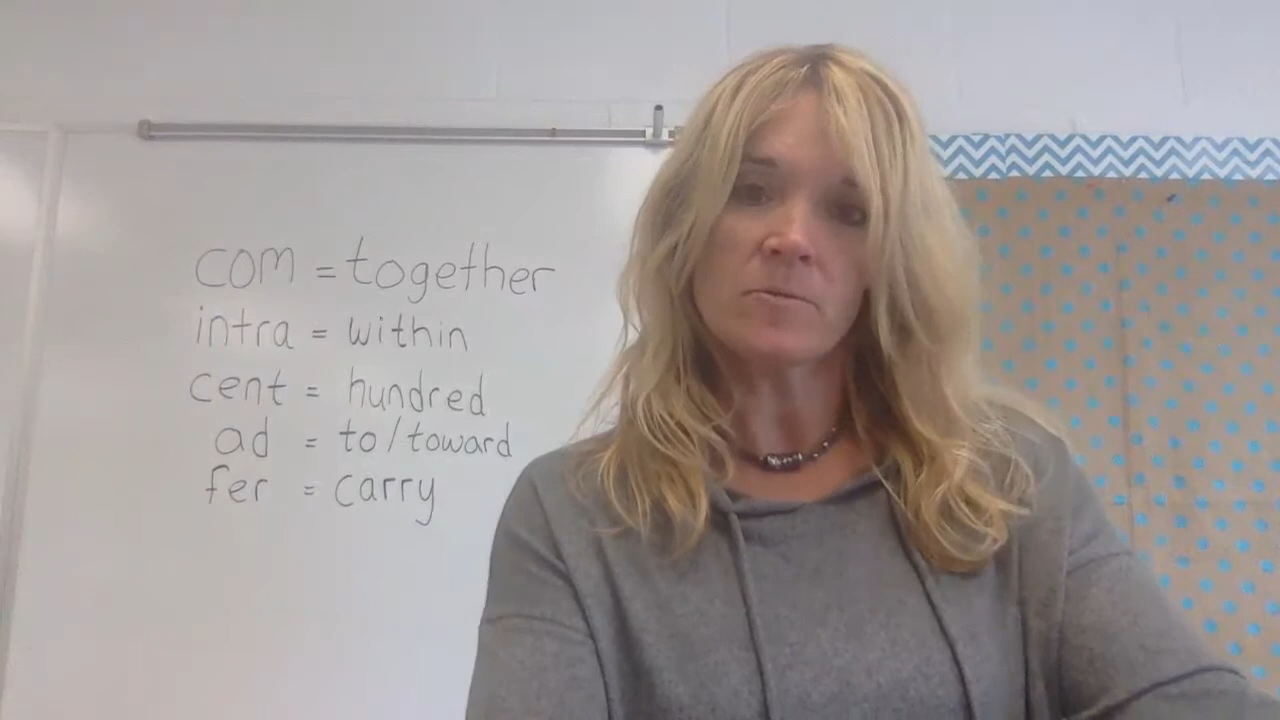 com = together
intra = within
cent = hundred
ad = to/toward
fer = carry